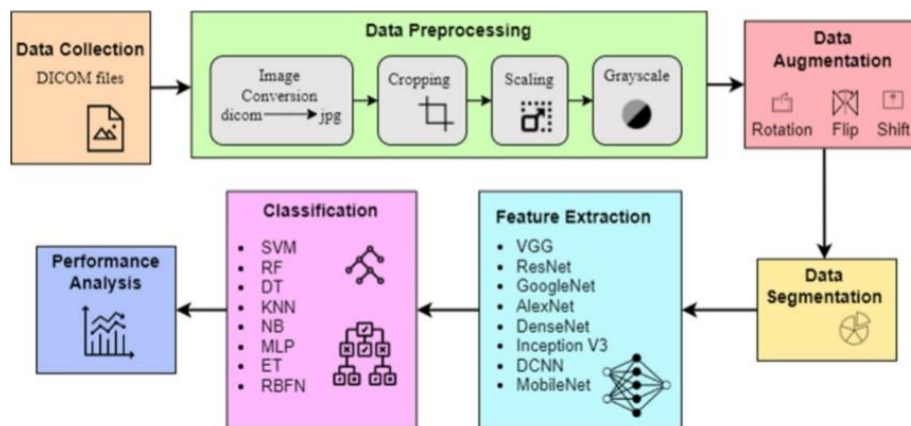 Data Collection
DICOM files
Data Preprocessing
Image
Conversion
dicom jpg
Cropping
Scaling
Grayscale
Data
Augmentation
Rotation Flip Shift
Data
Segmentation
Feature Extraction
• VGG
• ResNet
• GoogleNet
• AlexNet
• DenseNet
• Inception V3
• DCNN
• MobileNet
Classification
• SVM
• RF
• DT
• KNN
• NB
• MLP
• ET
• RBFN
Performance
Analysis